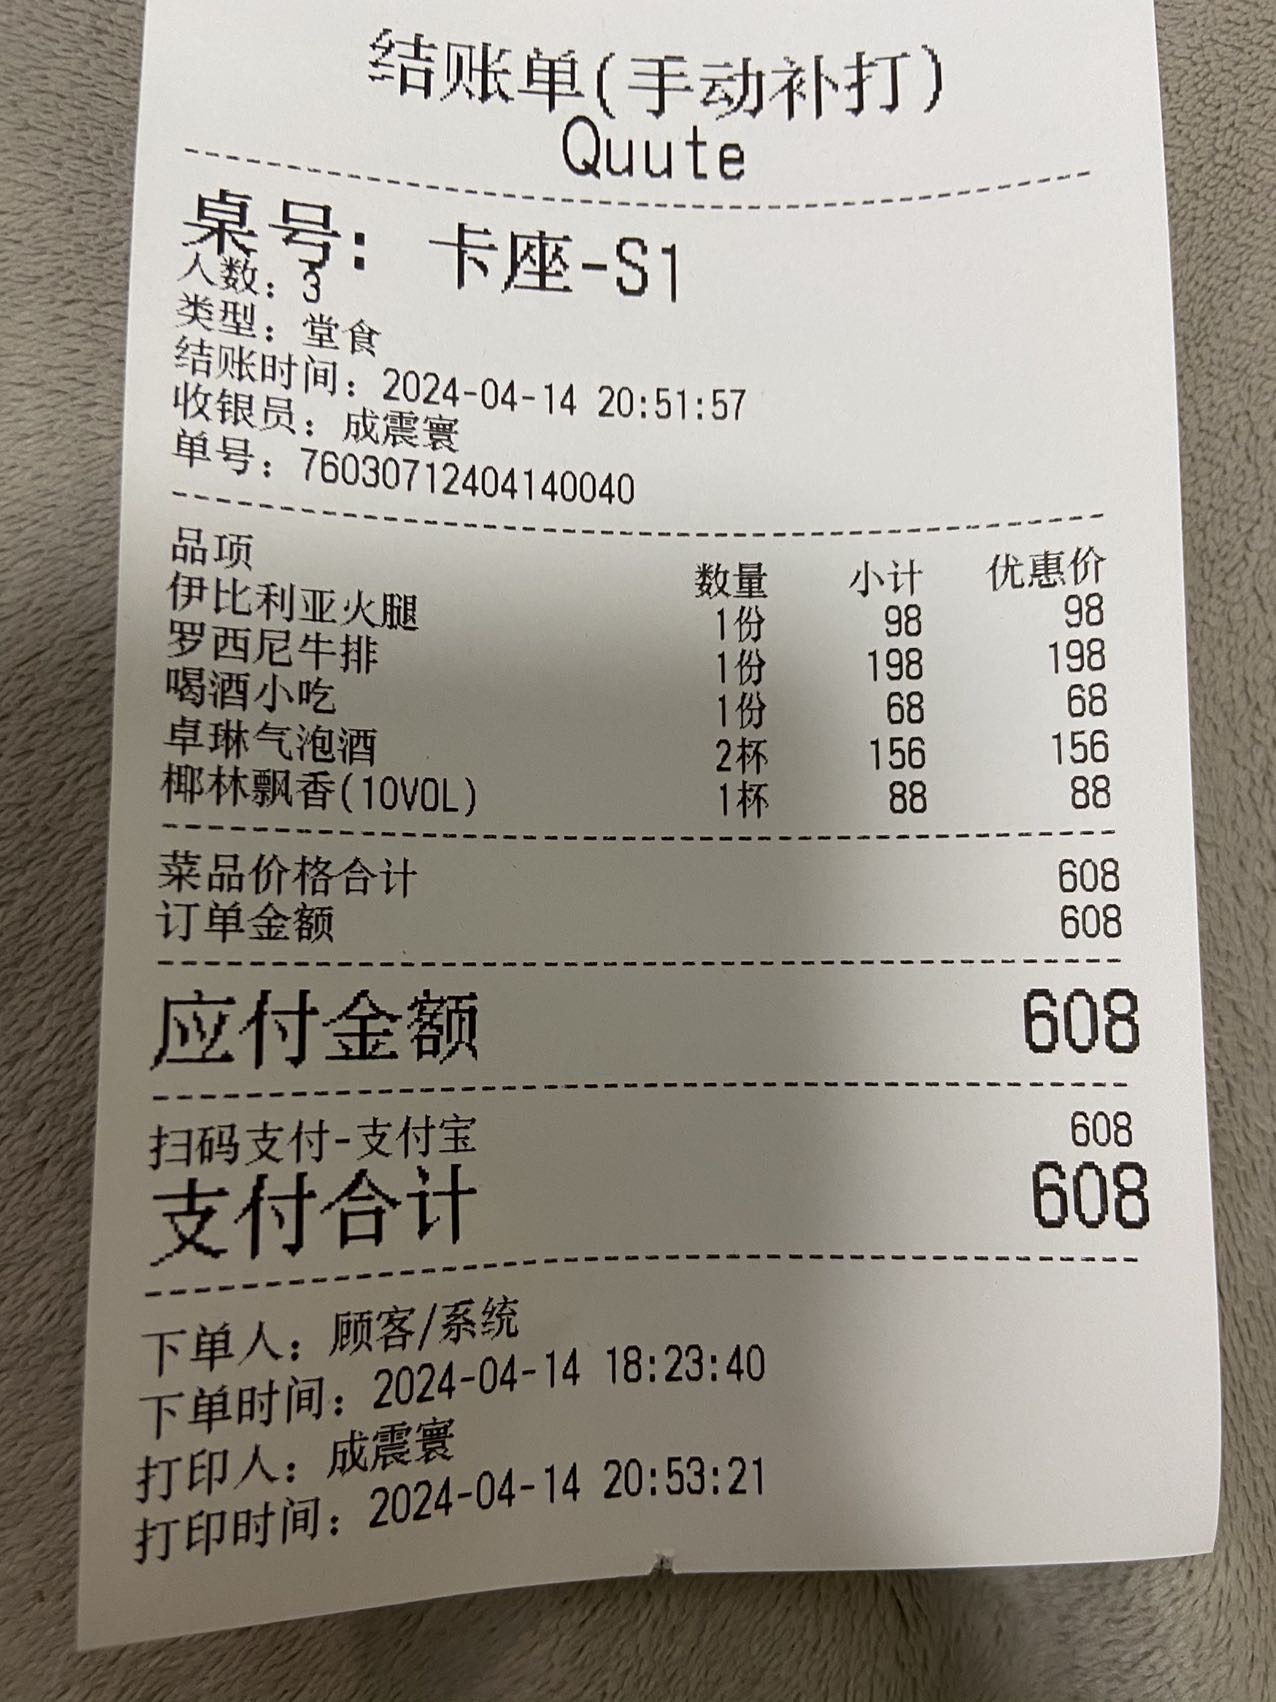 结账单(手动补打)
Quute
桌号: 卡座-S1
人数: 3
类型: 堂食
结账时间: 2024-04-14 20:51:57
收银员: 成震寰
单号: 76030712404140040
品项 数量 小计 优惠价
伊比利亚火腿 1份 98 98
罗西尼牛排 1份 198 198
喝酒小吃 1份 68 68
卓琳气泡酒 2杯 156 156
椰林飘香(10VOL) 1杯 88 88
菜品价格合计 608
订单金额 608
应付金额 608
扫码支付-支付宝 608
支付合计 608
下单人: 顾客/系统
下单时间: 2024-04-14 18:23:40
打印人: 成震寰
打印时间: 2024-04-14 20:53:21